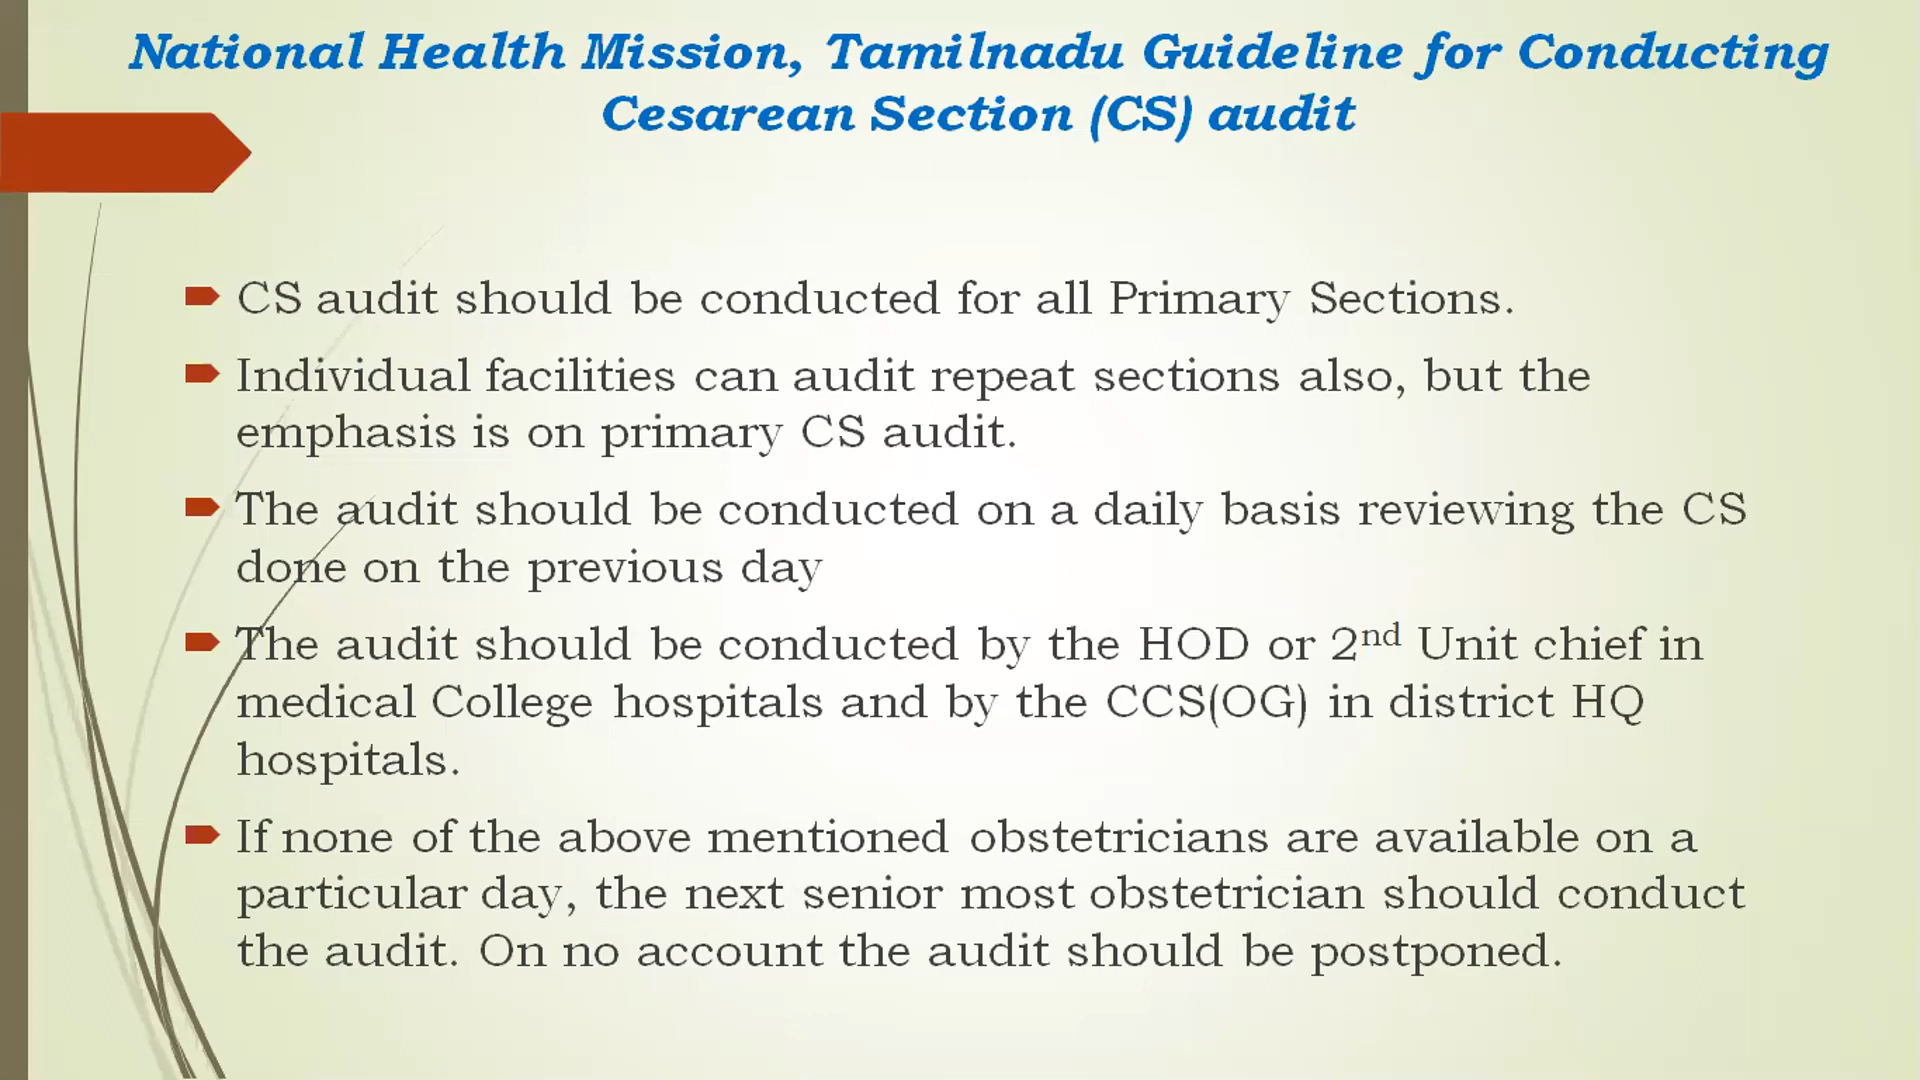 National Health Mission, Tamilnadu Guideline for Conducting
Cesarean Section (CS) audit
CS audit should be conducted for all Primary Sections.
Individual facilities can audit repeat sections also, but the
emphasis is on primary CS audit.
The audit should be conducted on a daily basis reviewing the CS
done on the previous day
The audit should be conducted by the HOD or 2nd Unit chief in
medical College hospitals and by the CCS(OG) in district HQ
hospitals.
If none of the above mentioned obstetricians are available on a
particular day, the next senior most obstetrician should conduct
the audit. On no account the audit should be postponed.